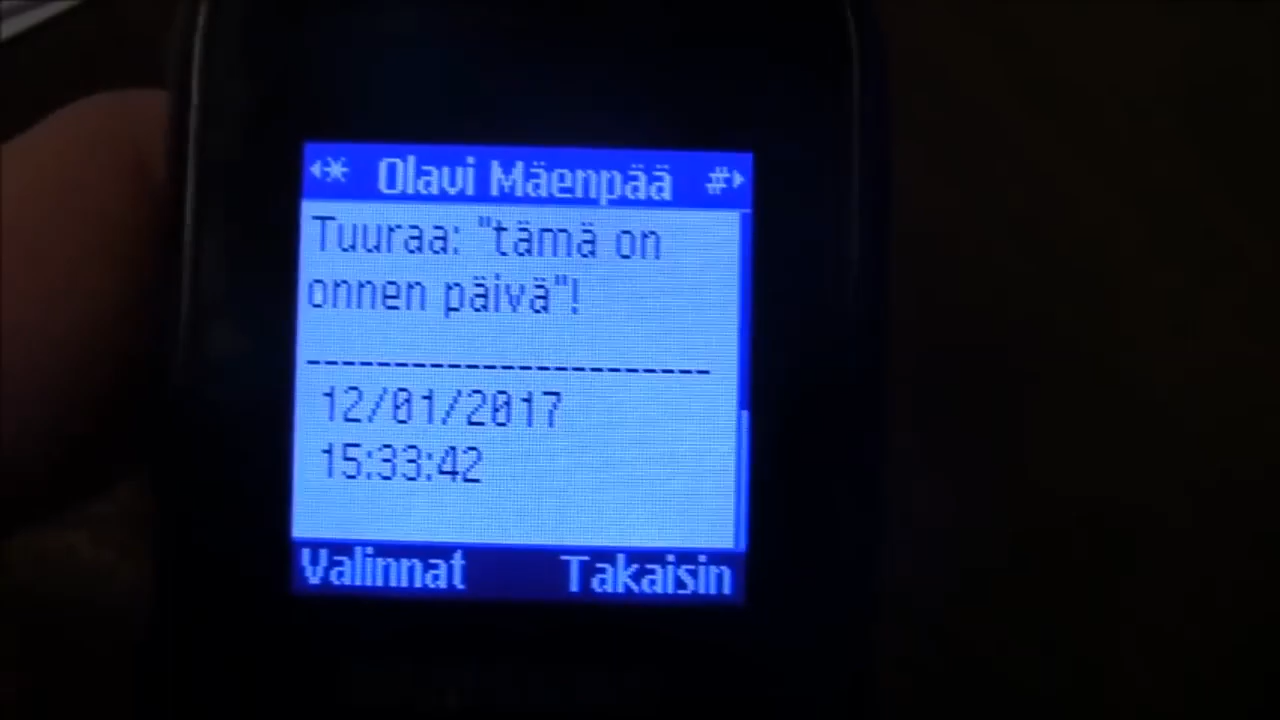 Olavi Mäenpää #
Tuuraa: "tämä on
onnen päivä"!
----------------------
12/01/2017
15:33:42
Valinnat Takaisin